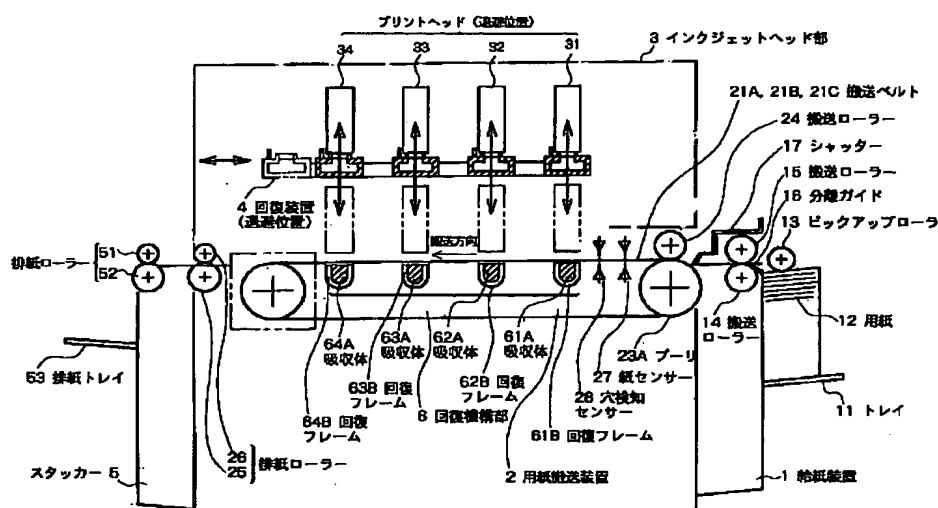 プリントヘッド (退避位置)
34
33
32
31
3 インクジェットヘッド部
21A, 21B, 21C 搬送ベルト
24 搬送ローラー
17 シャッター
15 搬送ローラー
16 分離ガイド
13 ピックアップローラ
4 回復装置
(退避位置)
搬送方向
排紙ローラー
51
52
12 用紙
14 搬送
ローラー
64A
吸収体
63A
吸収体
62A
吸収体
61A
吸収体
23A プーリ
27 紙センサー
28 穴検知
センサー
53 排紙トレイ
63B 回復
フレーム
62B 回復
フレーム
11 トレイ
64B 回復
フレーム
6 回復機構部
61B 回復フレーム
26
25
排紙ローラー
スタッカー 5
2 用紙搬送装置
1 給紙装置